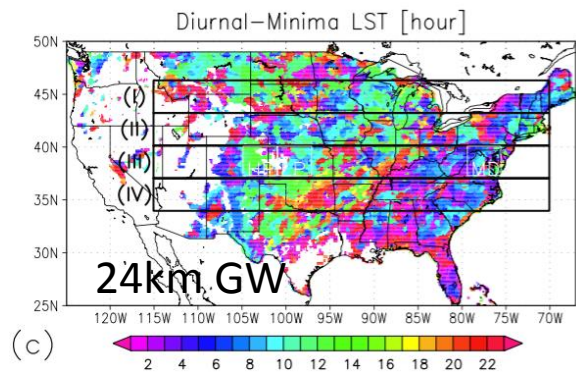 Diurnal-Minima LST [hour]
50N
45N
(I)
(II)
40N
(III)
MD
(IV)
35N
30N
24km GW
25N
120W 115W 110W 105W 100W 95W 90W 85W 80W 75W 70W
(c)
2 4 6 8 10 12 14 16 18 20 22